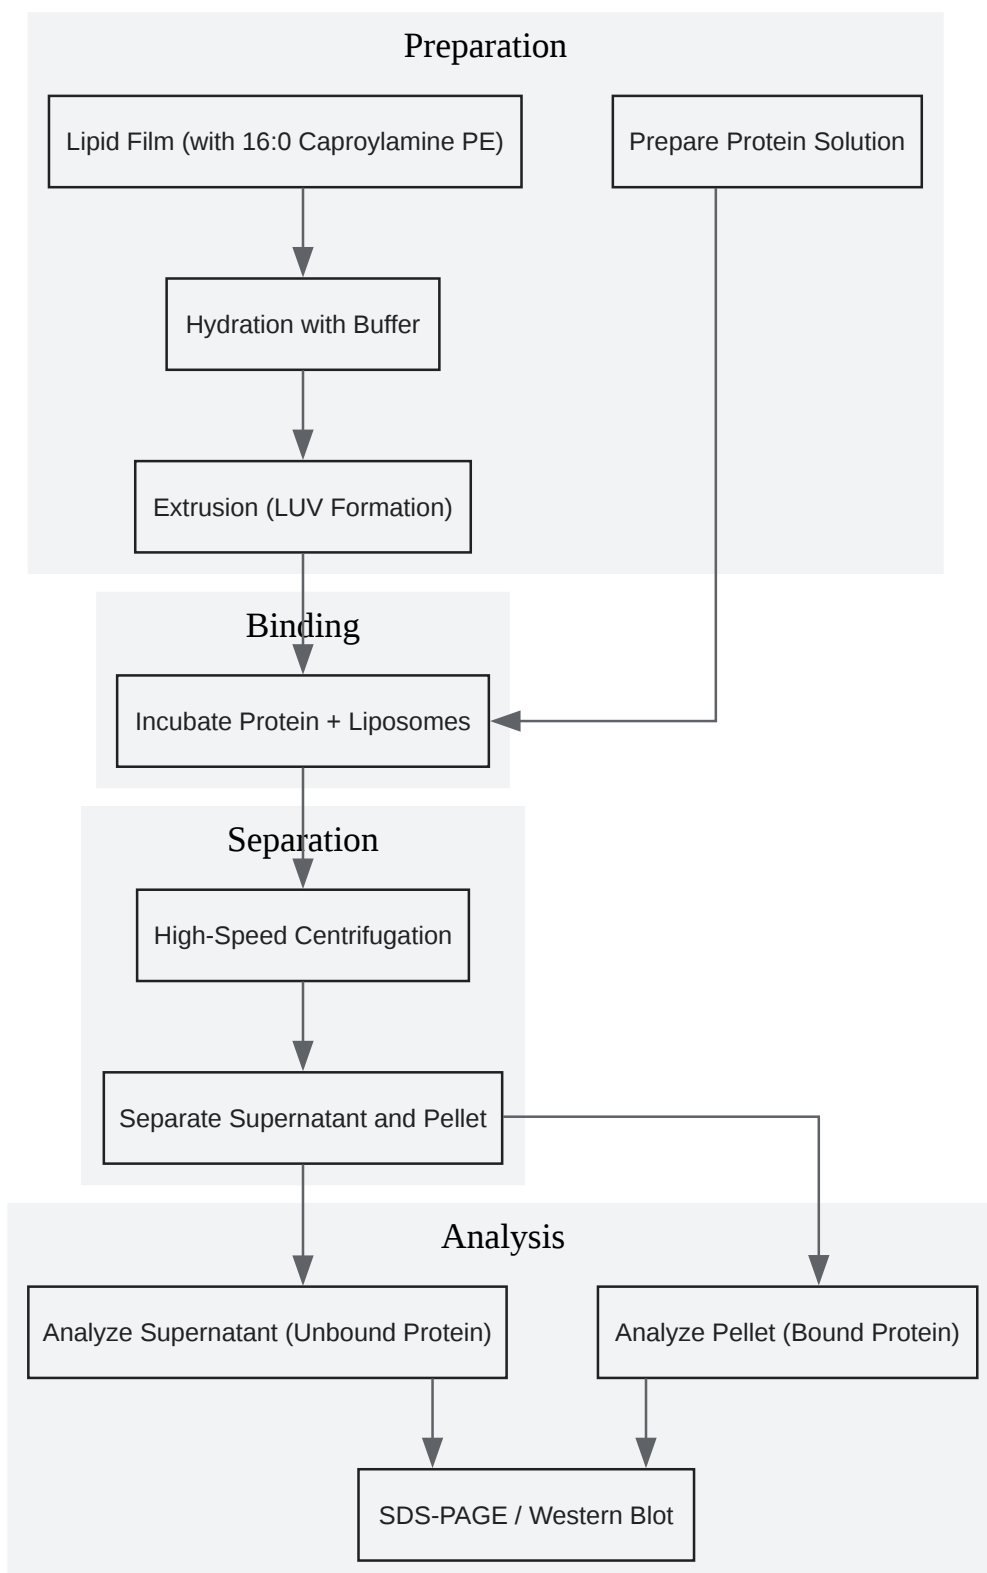 Preparation
Lipid Film (with 16:0 Caproylamine PE)
Prepare Protein Solution
Hydration with Buffer
Extrusion (LUV Formation)
Binding
Incubate Protein + Liposomes
Separation
High-Speed Centrifugation
Separate Supernatant and Pellet
Analysis
Analyze Supernatant (Unbound Protein)
Analyze Pellet (Bound Protein)
SDS-PAGE / Western Blot